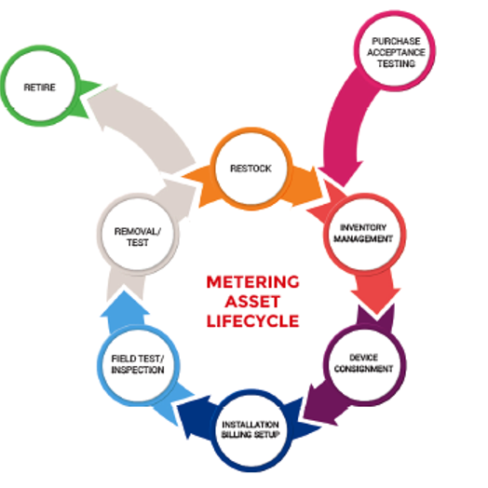 PURCHASE
ACCEPTANCE
TESTING
RETIRE
RESTOCK
REMOVAL/
TEST
INVENTORY
MANAGEMENT
METERING
ASSET
LIFECYCLE
FIELD TEST/
INSPECTION
DEVICE
CONSIGNMENT
INSTALLATION
BILLING SETUP